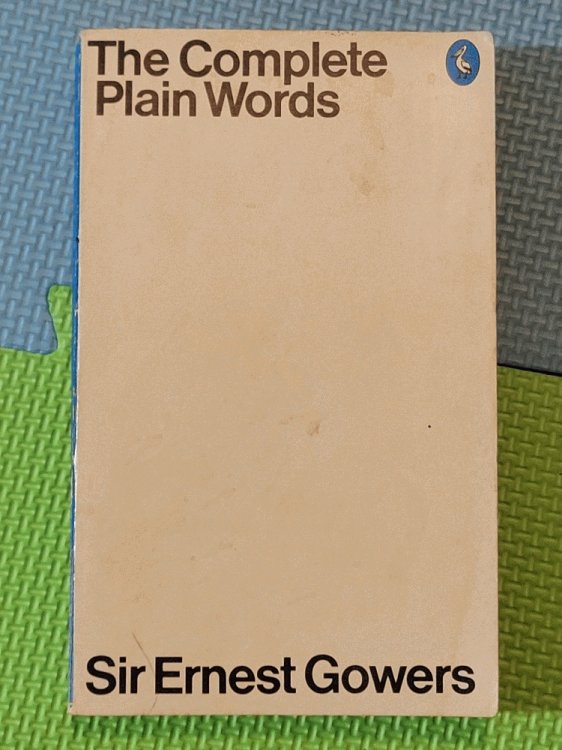 The Complete
Plain Words
Sir Ernest Gowers